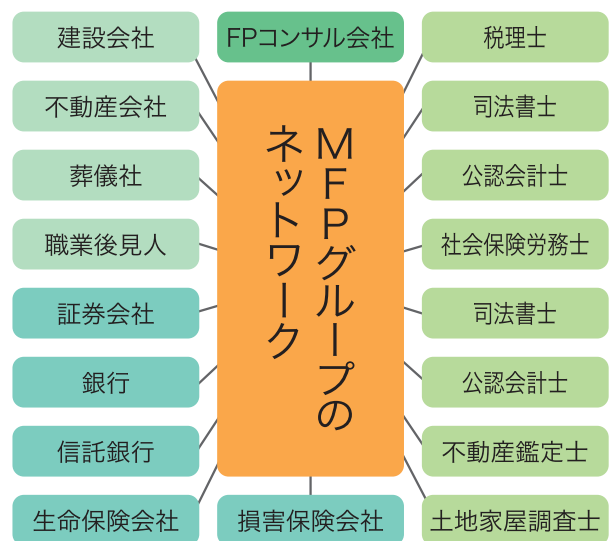 建設会社
FPコンサル会社
税理士
不動産会社
司法書士
葬儀社
公認会計士
職業後見人
社会保険労務士
MFPグループの
ネットワーク
証券会社
司法書士
銀行
公認会計士
信託銀行
不動産鑑定士
生命保険会社
損害保険会社
土地家屋調査士